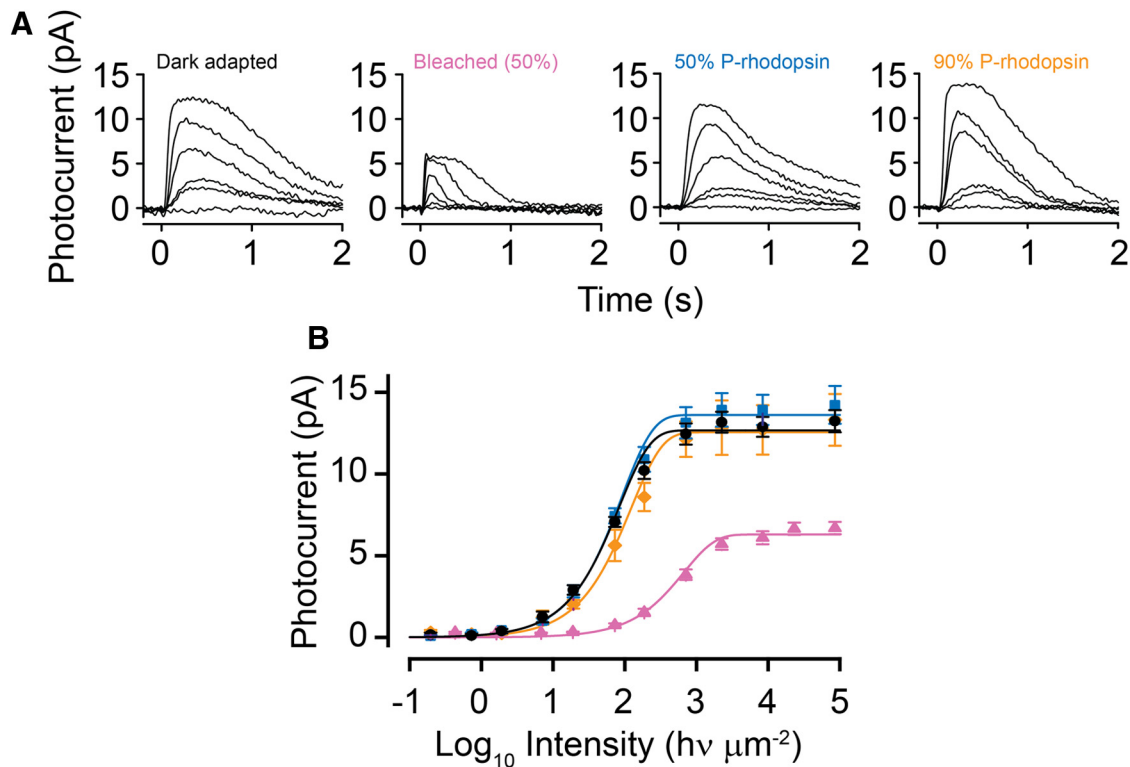 A
Photocurrent (pA)
Dark adapted
15
10
5
0
0 1 2
Bleached (50%)
15
10
5
0
0 1 2
50% P-rhodopsin
15
10
5
0
0 1 2
90% P-rhodopsin
15
10
5
0
0 1 2
Time (s)
B
Photocurrent (pA)
15
10
5
0
-1 0 1 2 3 4 5
Log10 Intensity (hν μm-2)